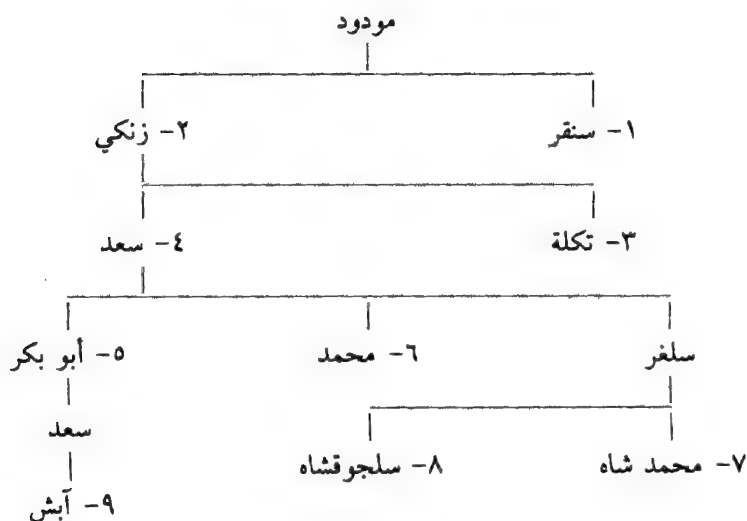 مودود
١- سنقر ٢- زنكي
٣- تكلة ٤- سعد
سلغر ٦- محمد ٥- أبو بكر
سعد
٧- محمد شاه ٨- سلجوقشاه
٩- آبش